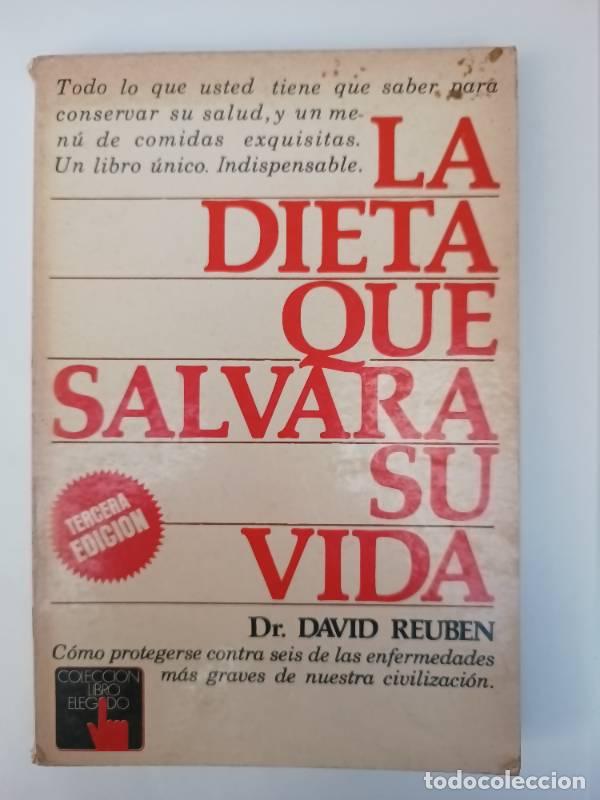 Todo lo que usted tiene que saber para
conservar su salud, y un me-
nú de comidas exquisitas.
Un libro único. Indispensable.
LA
DIETA
QUE
SALVARA
SU
VIDA
TERCERA
EDICION
Dr. DAVID REUBEN
Cómo protegerse contra seis de las enfermedades
más graves de nuestra civilización.
COLECCION
LIBRO
ELEGIDO
todocoleccion